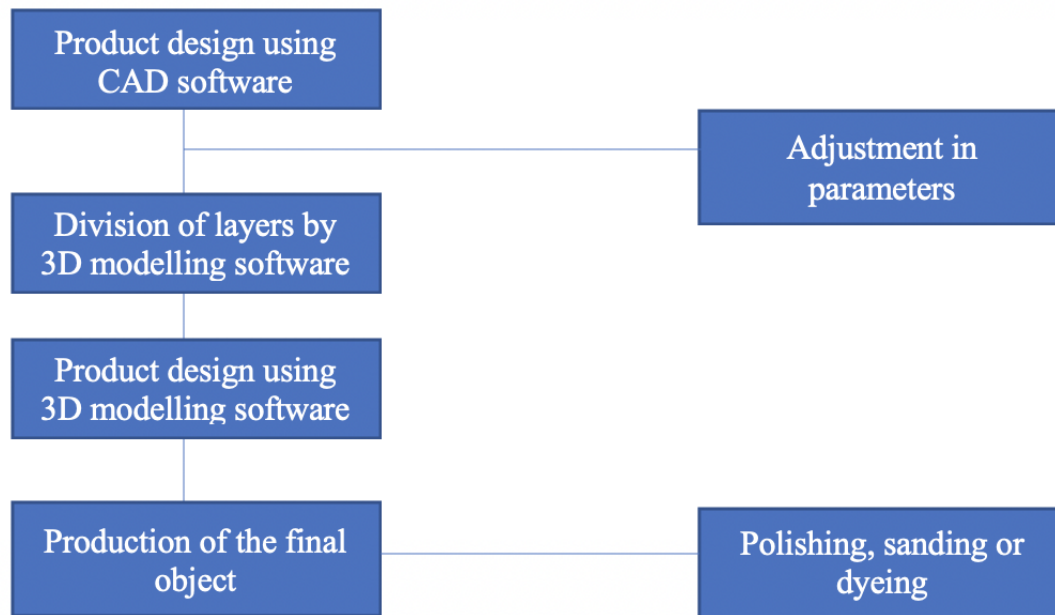 Product design using
CAD software
Adjustment in
parameters
Division of layers by
3D modelling software
Product design using
3D modelling software
Production of the final
object
Polishing, sanding or
dyeing